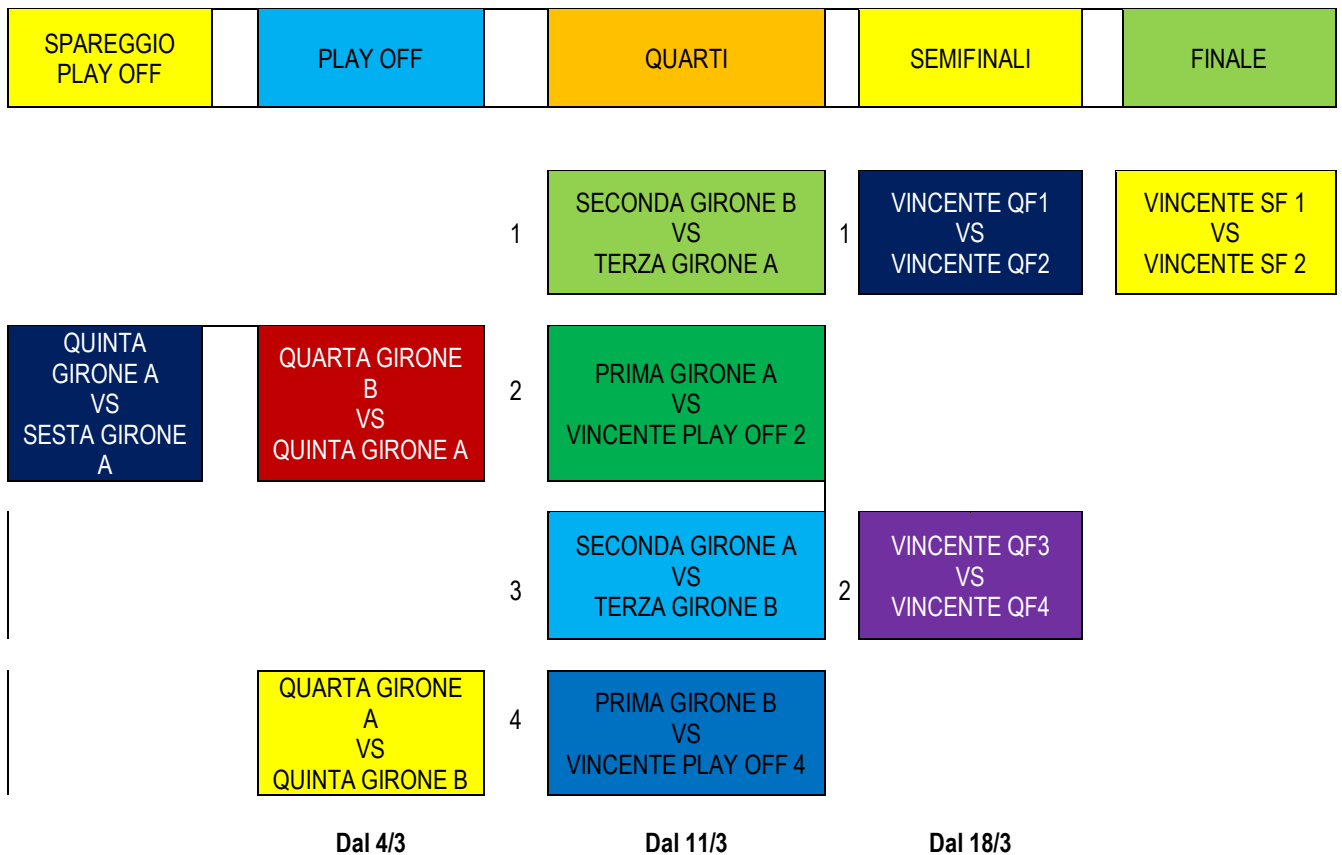 SPAREGGIO
PLAY OFF
PLAY OFF
QUARTI
SEMIFINALI
FINALE
1
SECONDA GIRONE B
VS
TERZA GIRONE A
1
VINCENTE QF1
VS
VINCENTE QF2
VINCENTE SF 1
VS
VINCENTE SF 2
QUINTA
GIRONE A
VS
SESTA GIRONE
A
QUARTA GIRONE
B
VS
QUINTA GIRONE A
2
PRIMA GIRONE A
VS
VINCENTE PLAY OFF 2
3
SECONDA GIRONE A
VS
TERZA GIRONE B
2
VINCENTE QF3
VS
VINCENTE QF4
QUARTA GIRONE
A
VS
QUINTA GIRONE B
4
PRIMA GIRONE B
VS
VINCENTE PLAY OFF 4
Dal 4/3
Dal 11/3
Dal 18/3